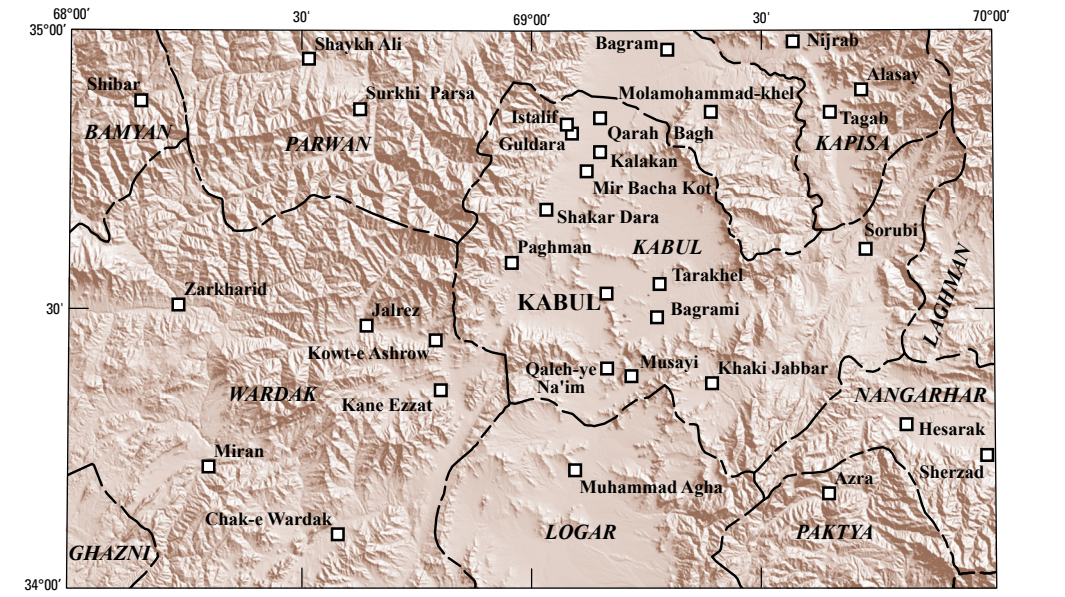 68°00′
30′
69°00′
30′
70°00′
35°00′
Shaykh Ali
Bagram
Nijrab
Shibar
Alasay
Surkhi Parsa
Molamohammad-khel
Istalif
Tagab
BAMYAN
PARWAN
Qarah Bagh
KAPISA
Guldara
Kalakan
Mir Bacha Kot
Shakar Dara
Sorubi
Paghman
KABUL
LAGHMAN
Tarakhel
Zarkharid
30′
KABUL
Jalrez
Bagrami
Kowt-e Ashrow
Qaleh-ye
Na'im
Musayi
Khaki Jabbar
WARDAK
Kane Ezzat
NANGARHAR
Hesarak
Miran
Sherzad
Muhammad Agha
Azra
Chak-e Wardak
LOGAR
PAKTYA
GHAZNI
34°00′